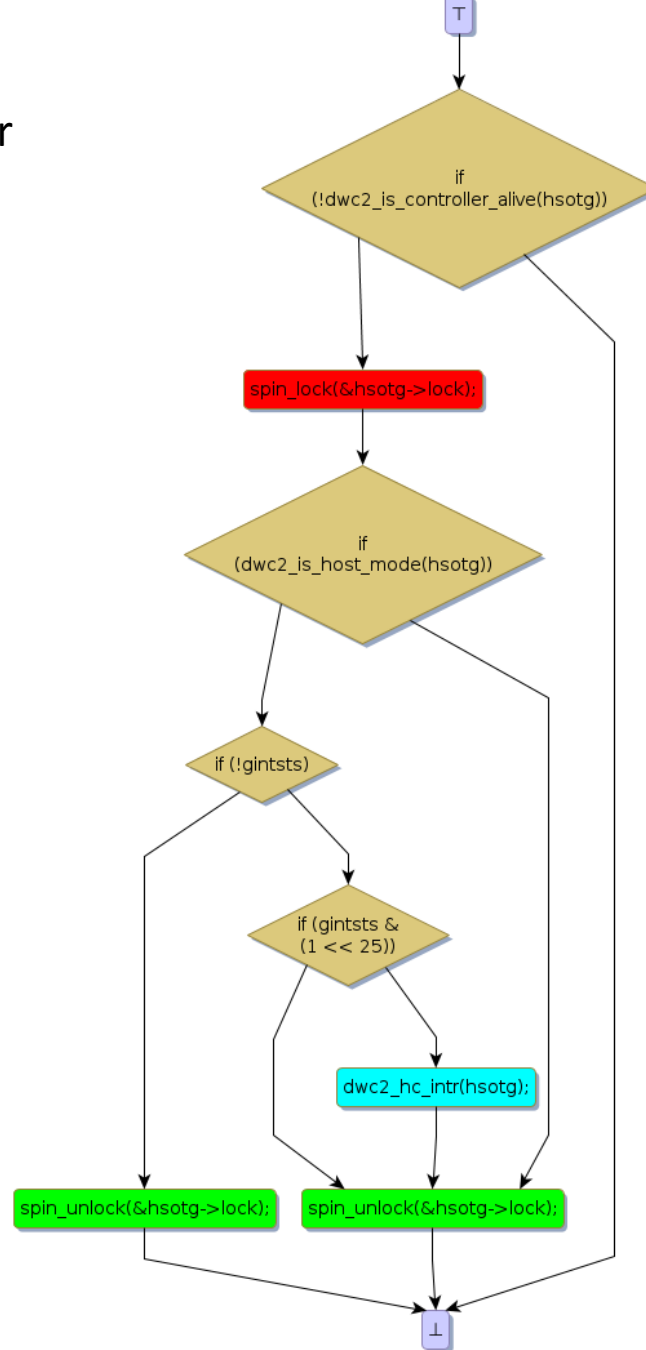 ⊤
r
if
(!dwc2_is_controller_alive(hsotg))
spin_lock(&hsotg->lock);
if
(dwc2_is_host_mode(hsotg))
if (!gintsts)
if (gintsts &
(1 << 25))
dwc2_hc_intr(hsotg);
spin_unlock(&hsotg->lock);
spin_unlock(&hsotg->lock);
⊥